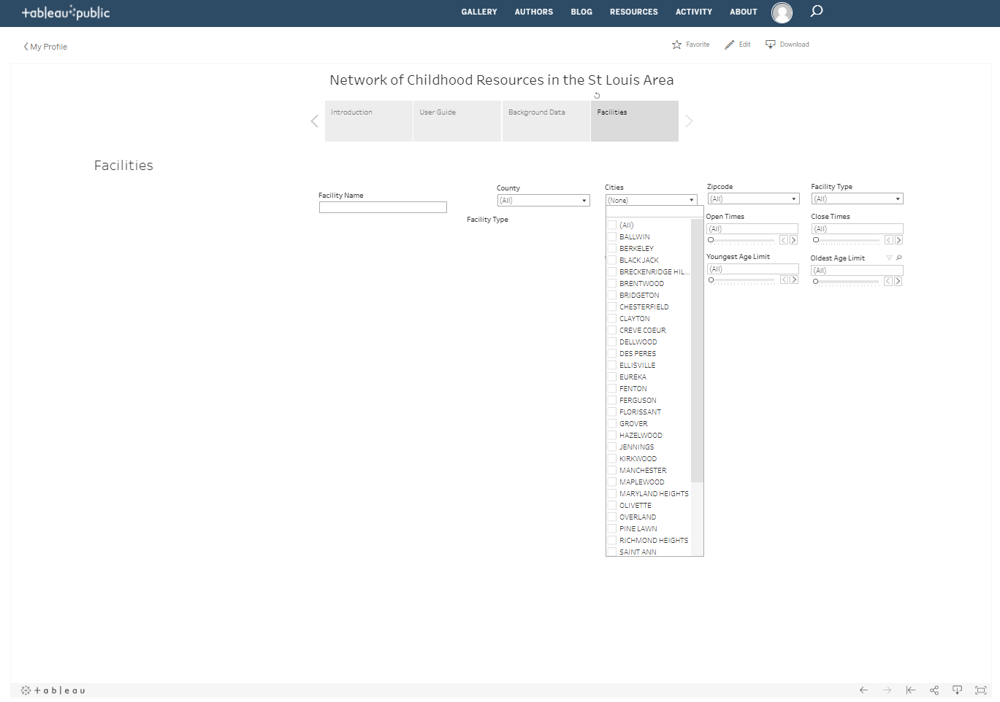 +ableau public
GALLERY AUTHORS BLOG RESOURCES ACTIVITY ABOUT
My Profile
Favorite Edit Download
Network of Childhood Resources in the St Louis Area
Introduction User Guide Background Data Facilities
Facilities
Facility Name
County
(All)
Cities
(None)
Zipcode
(All)
Facility Type
(All)
Facility Type
Open Times
(All)
Close Times
(All)
Youngest Age Limit
(All)
Oldest Age Limit
(All)
(All)
BALLWIN
BERKELEY
BLACK JACK
BRECKENRIDGE HIL...
BRENTWOOD
BRIDGETON
CHESTERFIELD
CLAYTON
CREVE COEUR
DELLWOOD
DES PERES
ELLISVILLE
EUREKA
FENTON
FERGUSON
FLORISSANT
GROVER
HAZELWOOD
JENNINGS
KIRKWOOD
MANCHESTER
MAPLEWOOD
MARYLAND HEIGHTS
OLIVETTE
OVERLAND
PINE LAWN
RICHMOND HEIGHTS
SAINT ANN
+ableau